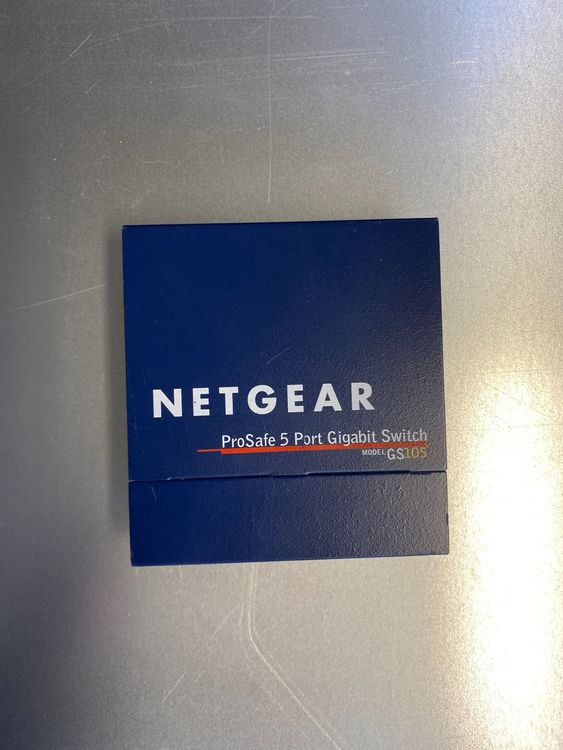 NETGEAR
ProSafe 5 Port Gigabit Switch
MODEL GS105